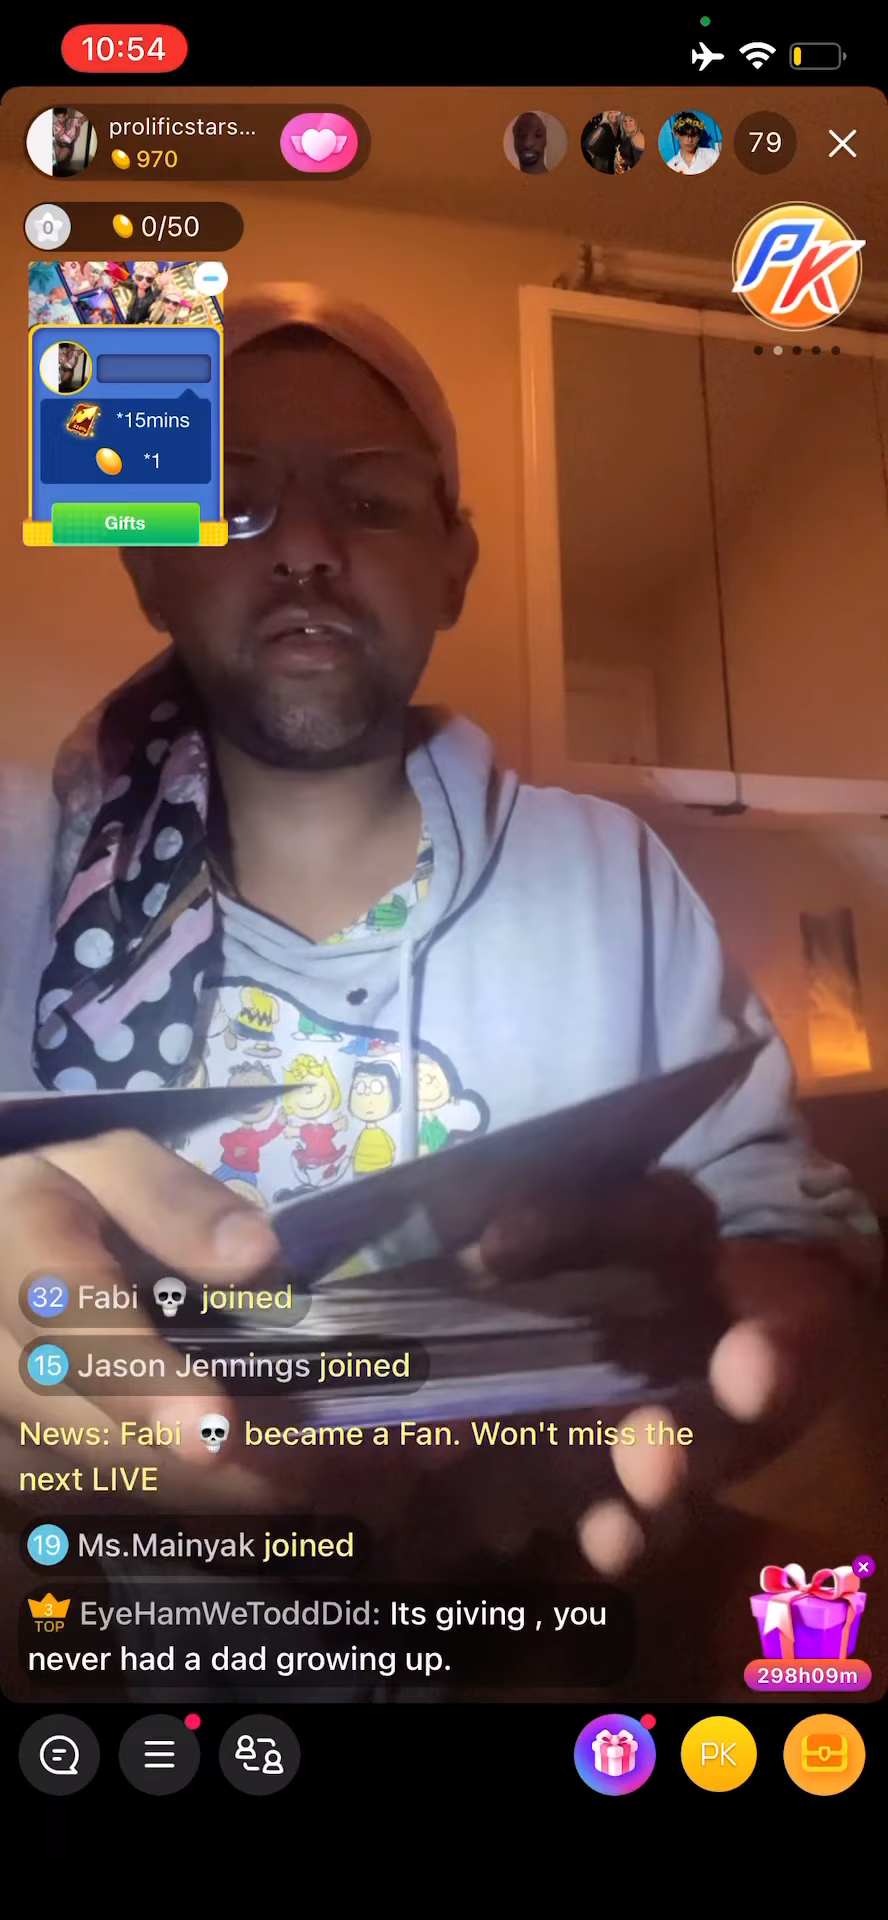 10:54
prolificstars...
970
79
0
0/50
PK
*15mins
*1
Gifts
32 Fabi 💀 joined
15 Jason Jennings joined
News: Fabi 💀 became a Fan. Won't miss the
next LIVE
19 Ms.Mainyak joined
3 TOP EyeHamWeToddDid: Its giving , you
never had a dad growing up.
298h09m
PK